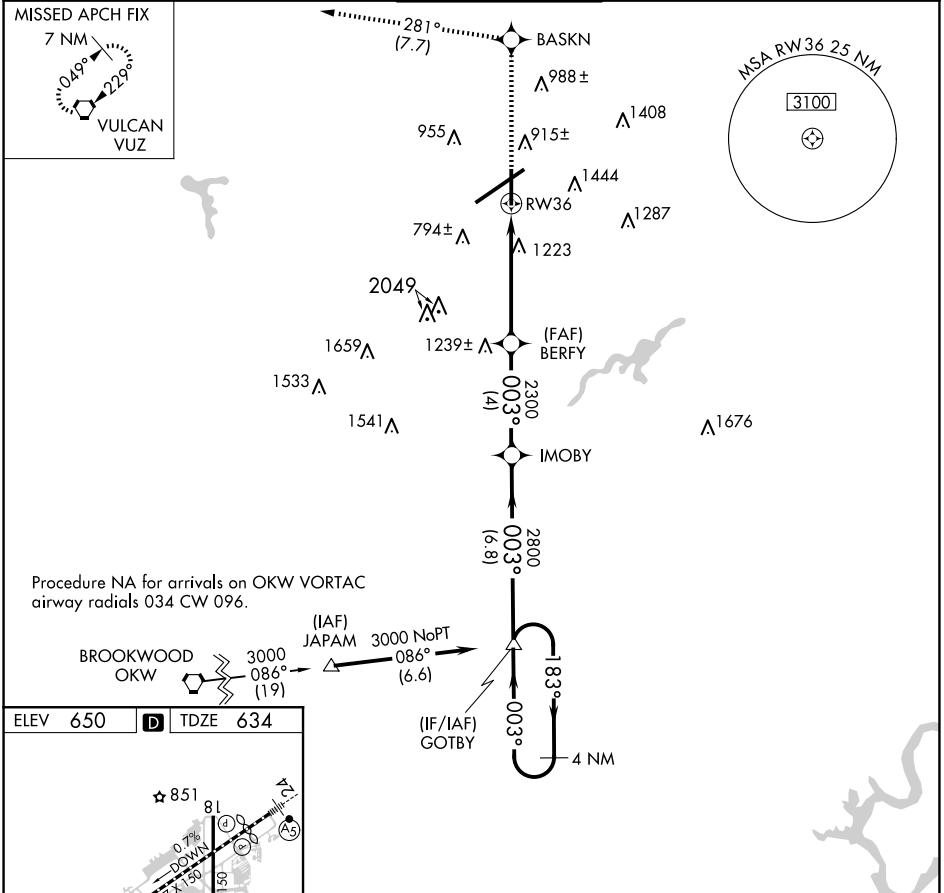 MISSED APCH FIX
7 NM
049°
229°
VULCAN
VUZ
281°
(7.7)
BASKN
988±
955
915±
1408
1444
RW36
1287
794±
1223
MSA RW36 25 NM
3100
2049
1659
1239±
(FAF)
BERFY
1533
1541
2300
003°
(4)
1676
IMOBY
2800
003°
(6.8)
Procedure NA for arrivals on OKW VORTAC
airway radials 034 CW 096.
(IAF)
JAPAM
3000 NoPT
086°
(6.6)
BROOKWOOD
OKW
3000
086°
(19)
(IF/IAF)
GOTBY
003°
183°
4 NM
ELEV 650
D
TDZE 634
851
18
24
P
P
A5
0.7%
DOWN
X 150
150